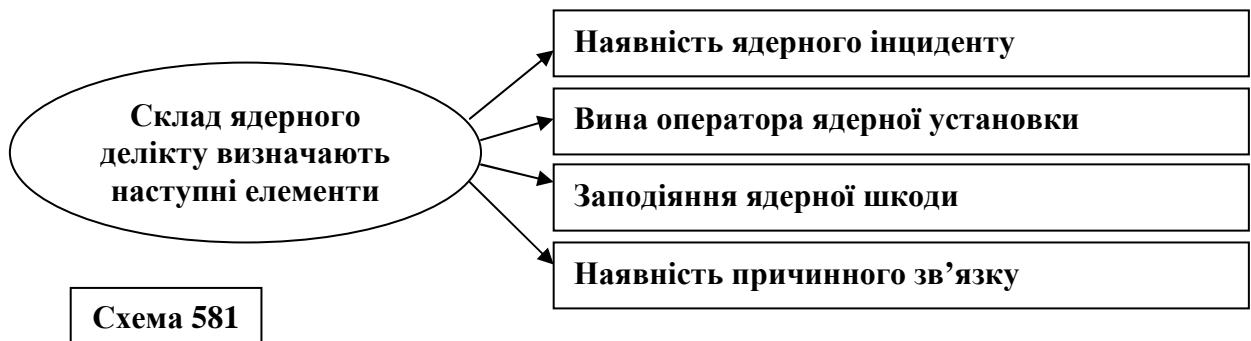 Склад ядерного
делікту визначають
наступні елементи
Наявність ядерного інциденту
Вина оператора ядерної установки
Заподіяння ядерної шкоди
Наявність причинного зв’язку
Схема 581